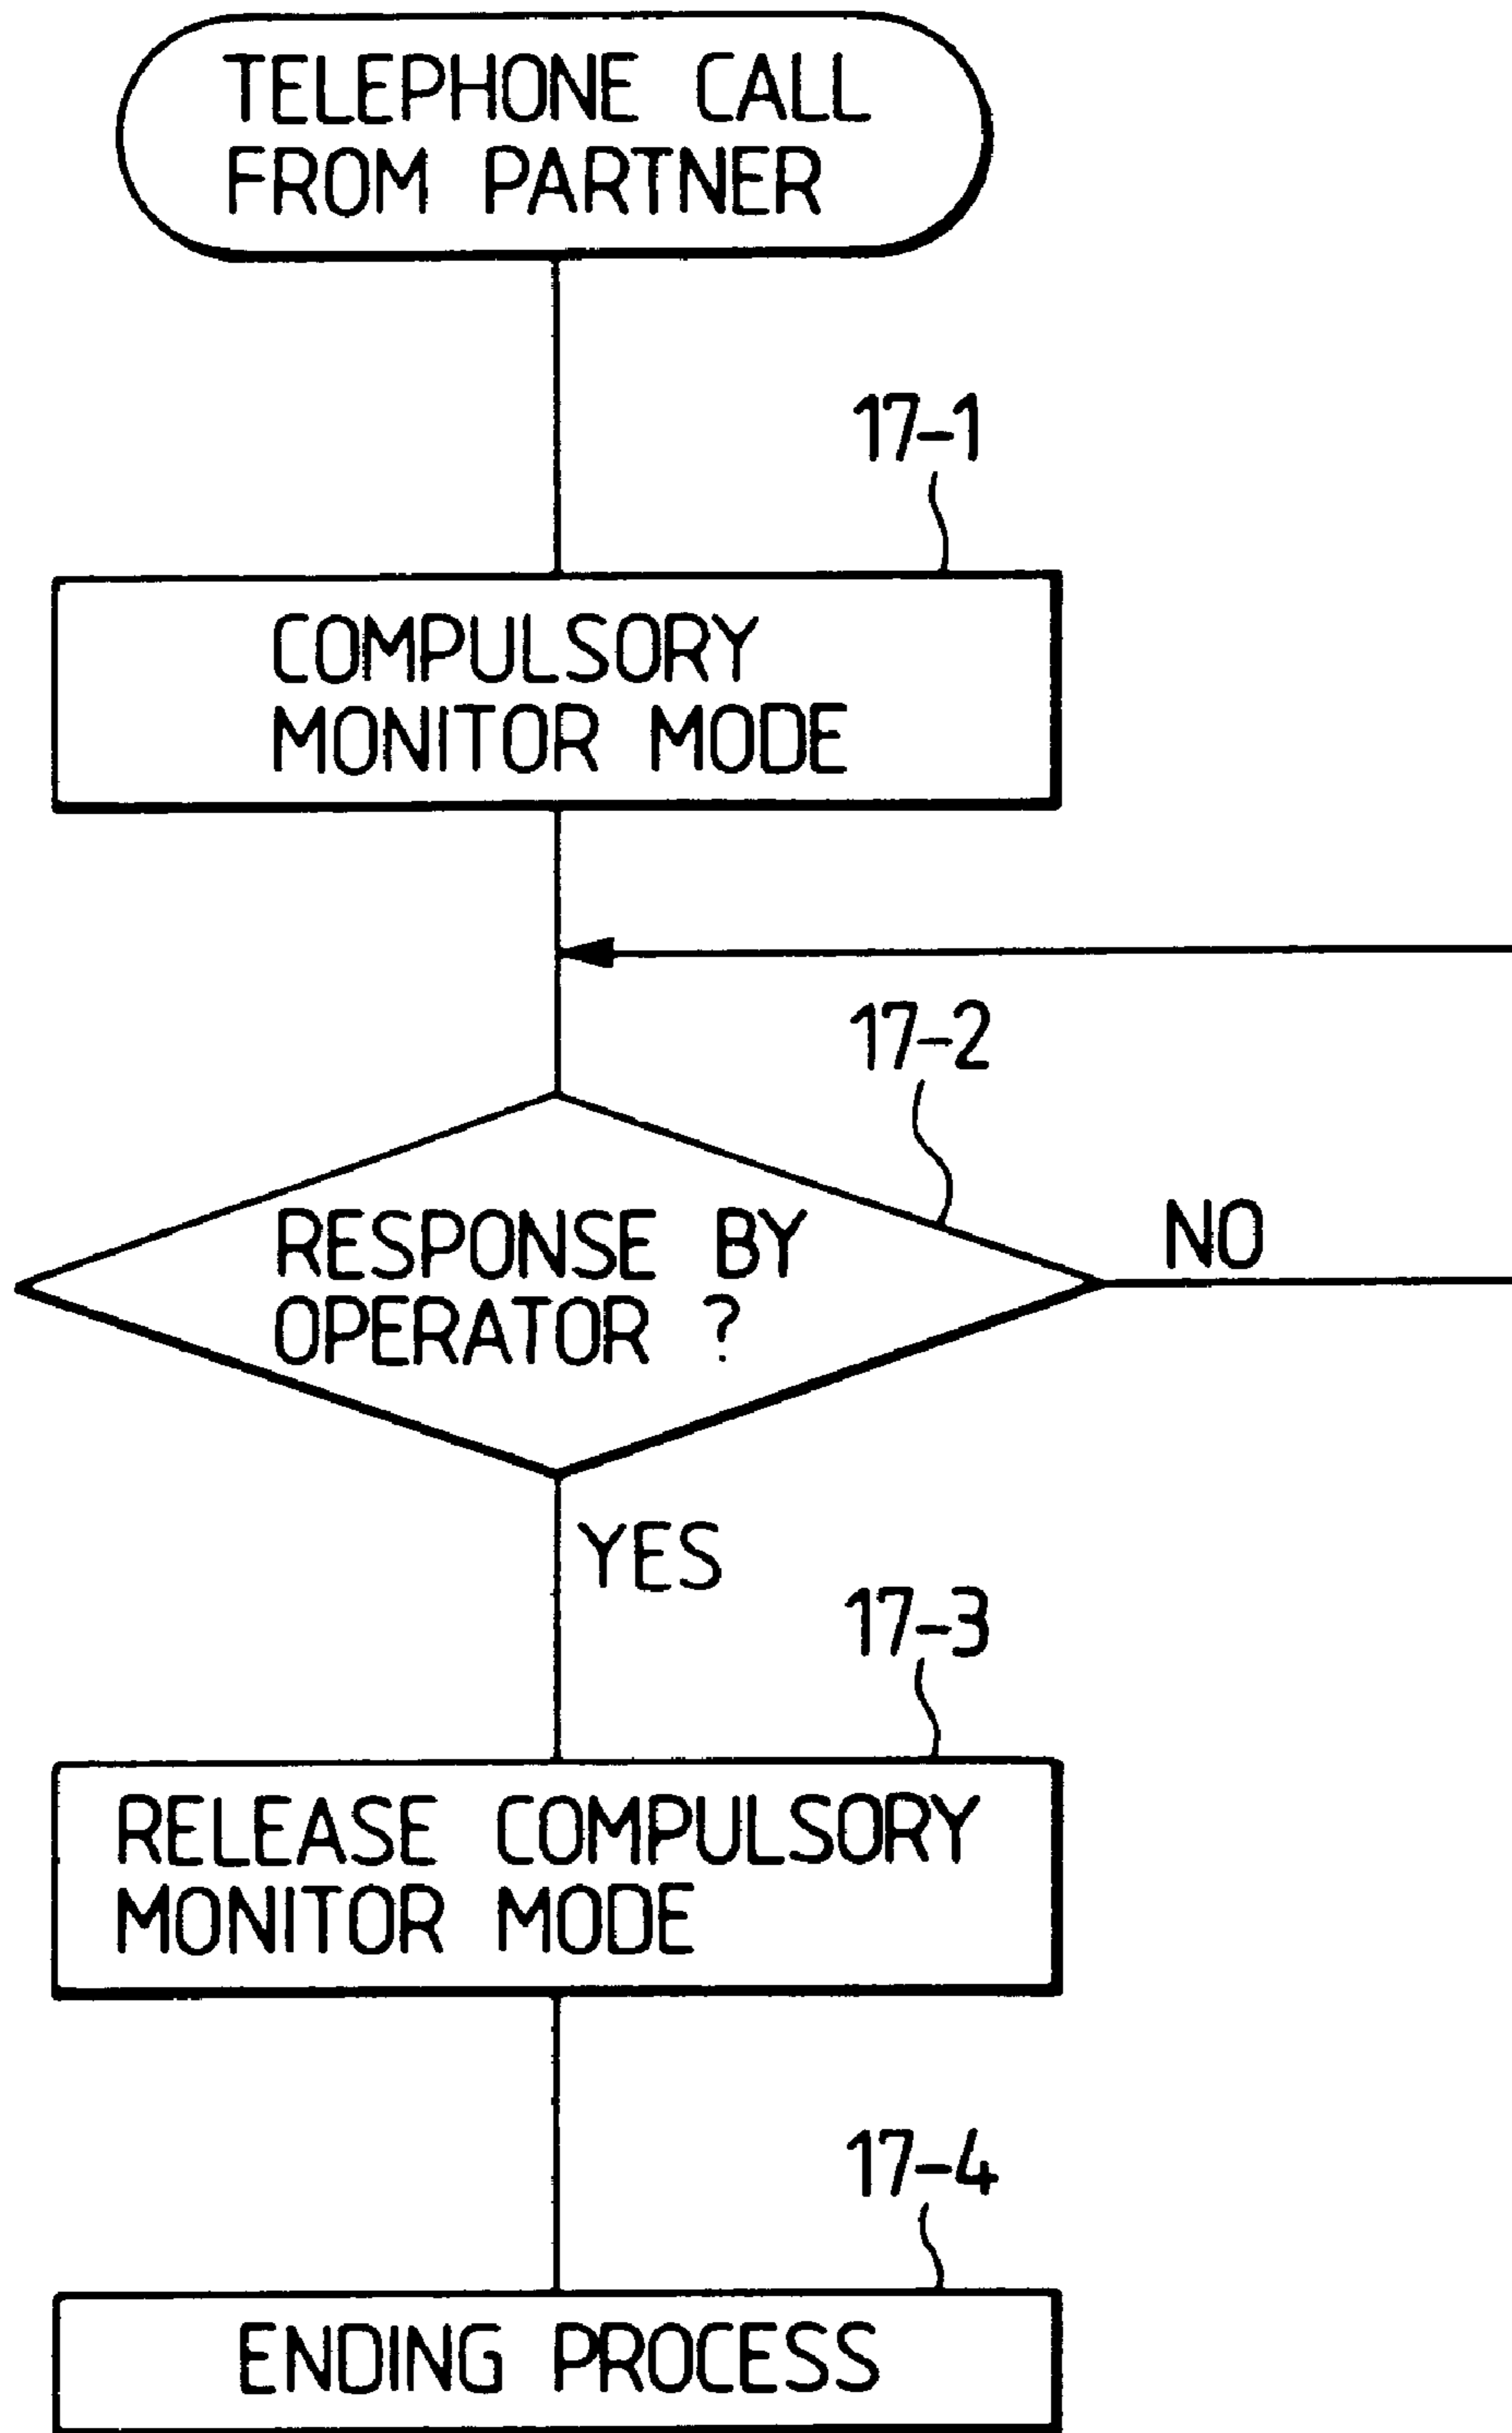 TELEPHONE CALL
FROM PARTNER
17-1
COMPULSORY
MONITOR MODE
17-2
RESPONSE BY
OPERATOR ?
NO
YES
17-3
RELEASE COMPULSORY
MONITOR MODE
17-4
ENDING PROCESS